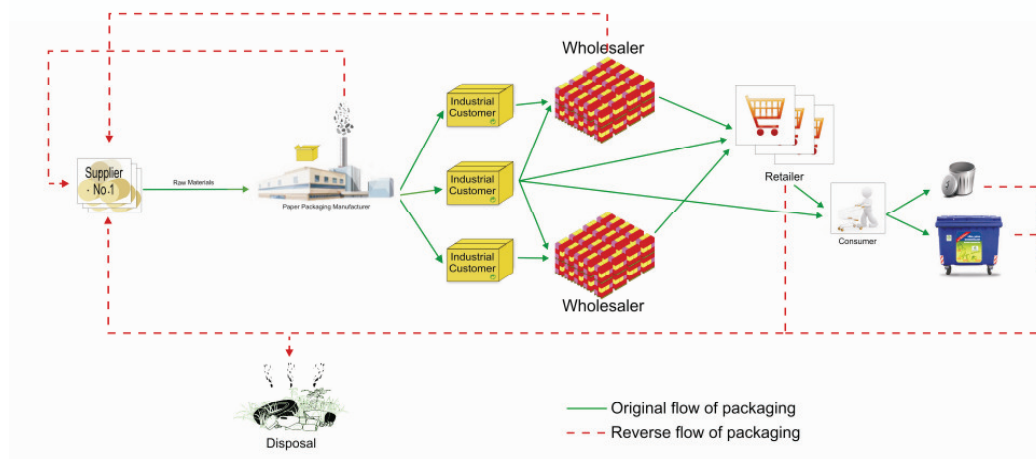 Wholesaler
Industrial
Customer
Supplier
- No.1
Raw Materials
Paper Packaging Manufacturer
Industrial
Customer
Retailer
Consumer
Industrial
Customer
Wholesaler
Disposal
Original flow of packaging
Reverse flow of packaging